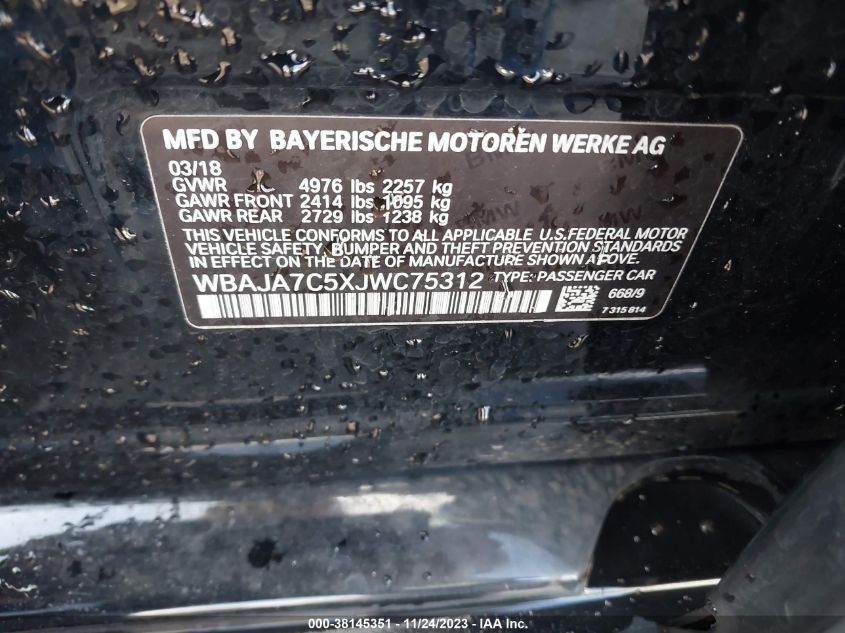 MFD BY BAYERISCHE MOTOREN WERKE AG
03/18
GVWR 4976 lbs 2257 kg
GAWR FRONT 2414 lbs 1095 kg
GAWR REAR 2729 lbs 1238 kg
THIS VEHICLE CONFORMS TO ALL APPLICABLE U.S.FEDERAL MOTOR
VEHICLE SAFETY, BUMPER AND THEFT PREVENTION STANDARDS
IN EFFECT ON THE DATE OF MANUFACTURE SHOWN ABOVE.
WBAJA7C5XJWC75312 TYPE: PASSENGER CAR
668/9
7 315 814
000-38145351 — 11/24/2023 — IAA Inc.